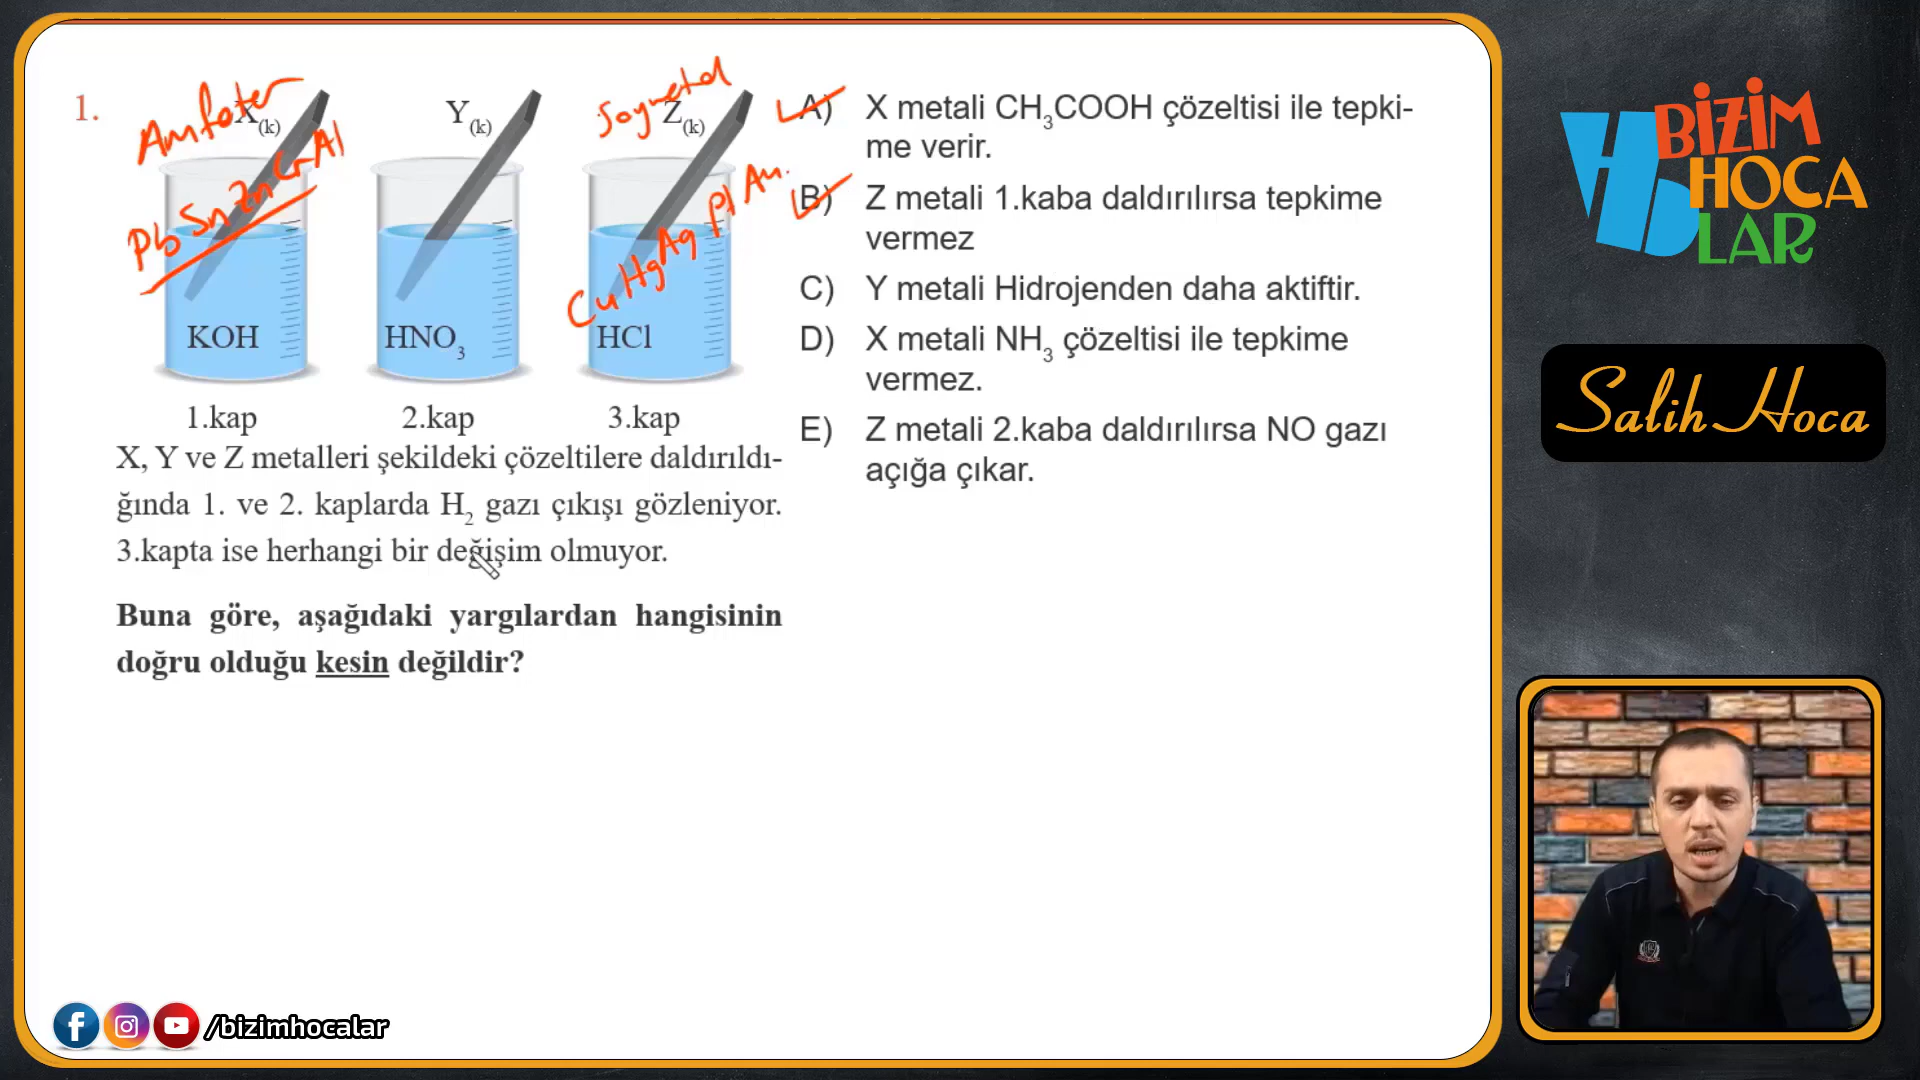 1.
Amfoter
X(k)
Pb Sn Zn Cr Al
Y(k)
Soymetal
Z(k)
Cu Hg Ag Pt Au.
KOH
HNO3
HCl
1.kap
2.kap
3.kap
X, Y ve Z metalleri şekildeki çözeltilere daldırıldı-
ğında 1. ve 2. kaplarda H2 gazı çıkışı gözleniyor.
3.kapta ise herhangi bir değişim olmuyor.
Buna göre, aşağıdaki yargılardan hangisinin
doğru olduğu kesin değildir?
A) X metali CH3COOH çözeltisi ile tepki-
me verir.
B) Z metali 1.kaba daldırılırsa tepkime
vermez
C) Y metali Hidrojenden daha aktiftir.
D) X metali NH3 çözeltisi ile tepkime
vermez.
E) Z metali 2.kaba daldırılırsa NO gazı
açığa çıkar.
BİZİM
HOCA
LAR
Salih Hoca
/bizimhocalar